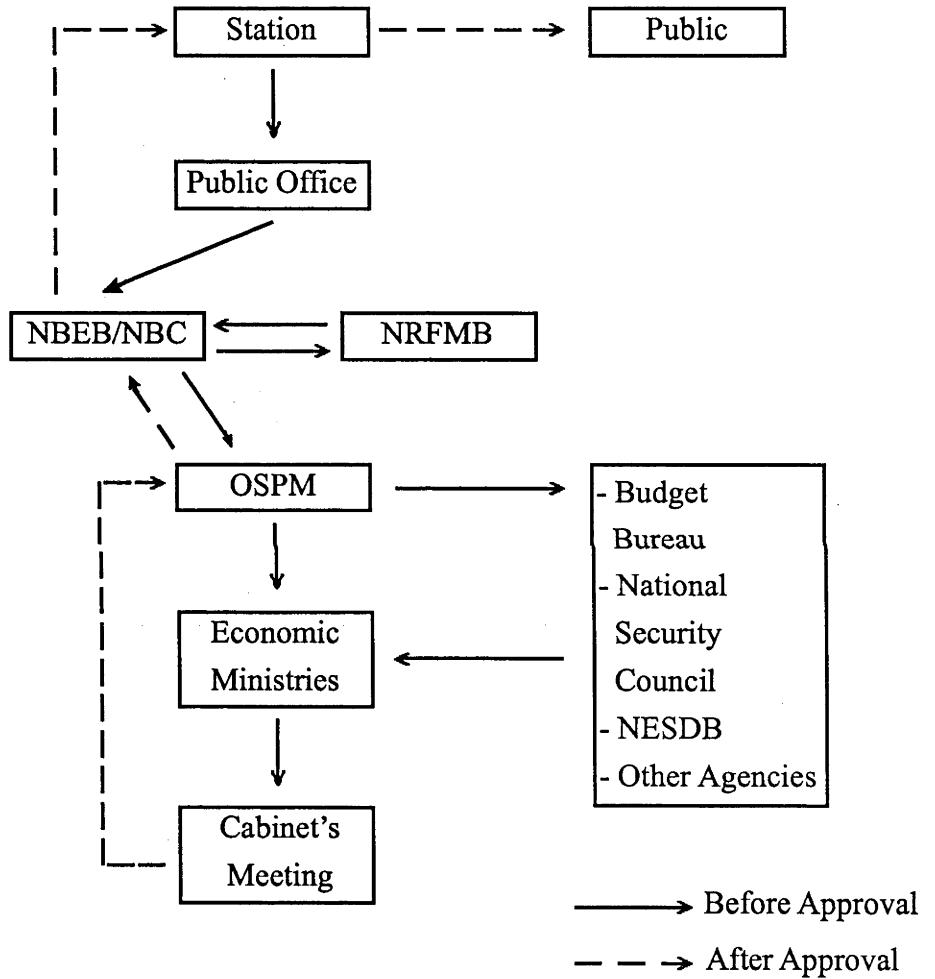 Station
Public
Public Office
NBEB/NBC
NRFMB
OSPM
- Budget
Bureau
- National
Security
Council
- NESDB
- Other Agencies
Economic
Ministries
Cabinet's
Meeting
Before Approval
After Approval